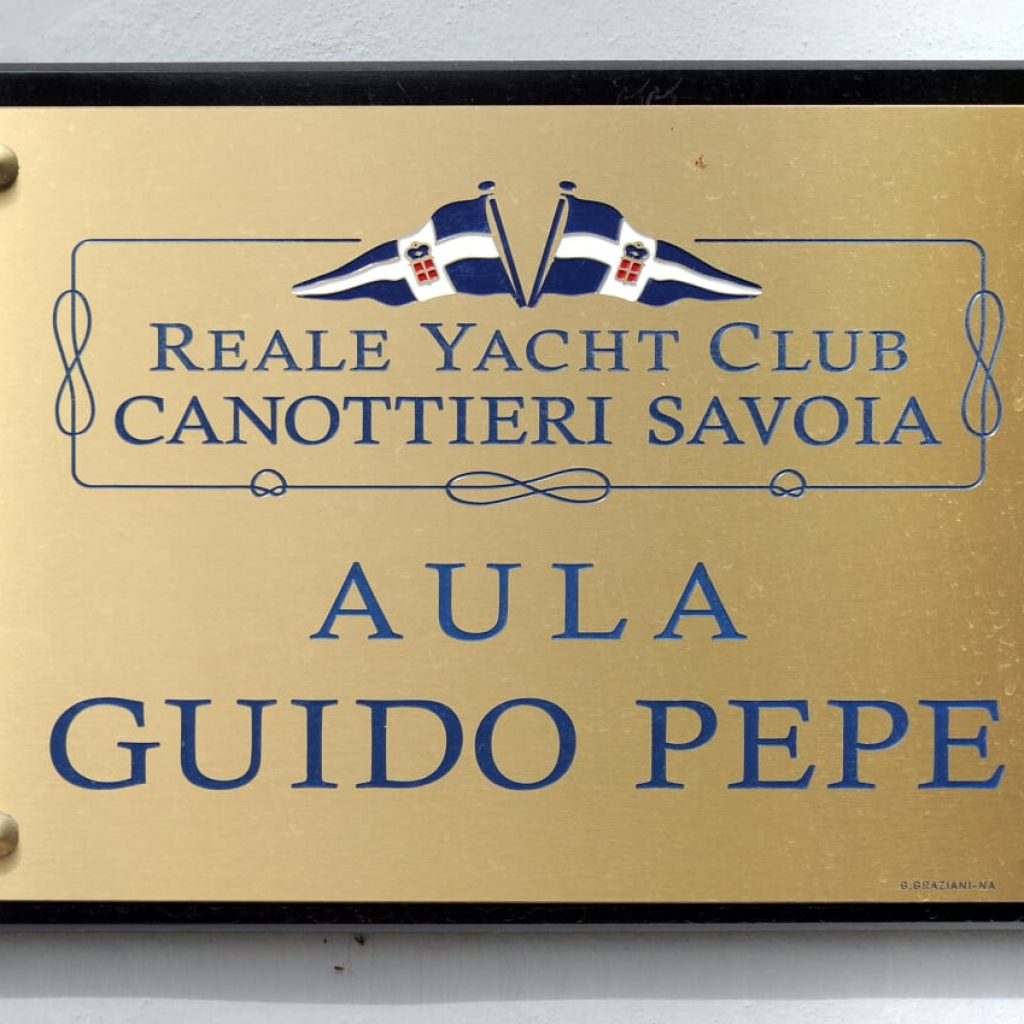 REALE YACHT CLUB
CANOTTIERI SAVOIA
AULA
GUIDO PEPE
G.GRAZIANI-NA